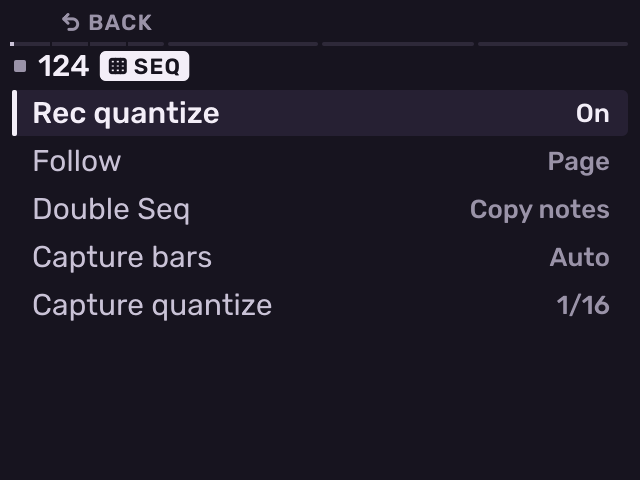 BACK
124 SEQ
Rec quantize On
Follow Page
Double Seq Copy notes
Capture bars Auto
Capture quantize 1/16